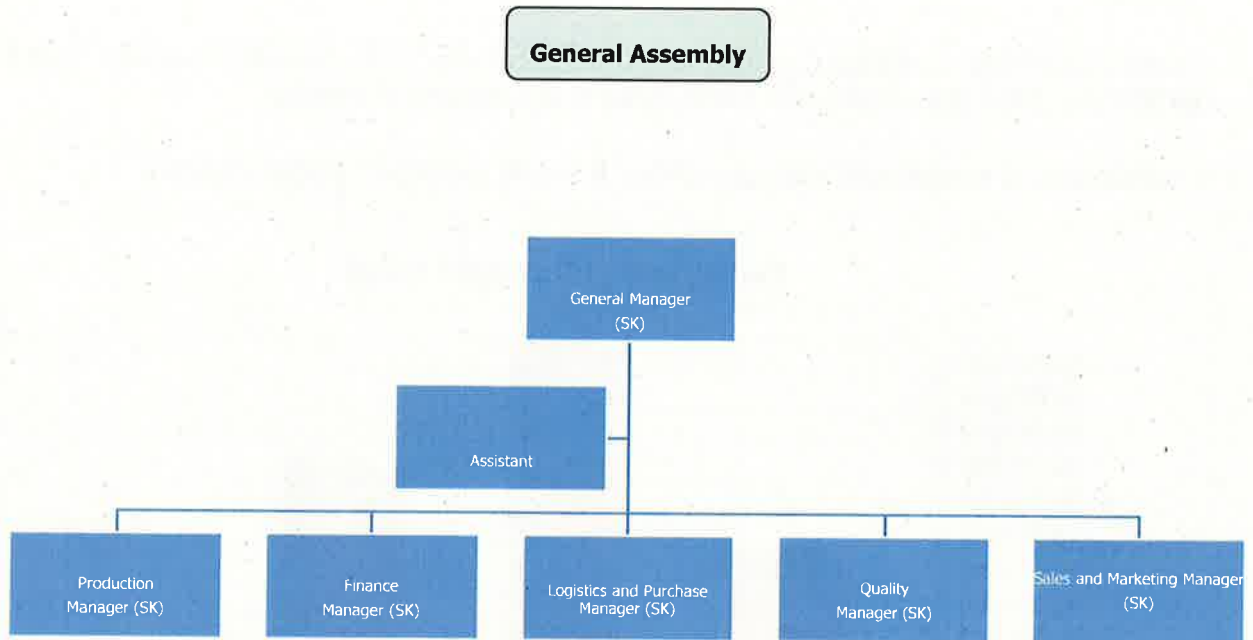 General Assembly
General Manager
(SK)
Assistant
Production
Manager (SK)
Finance
Manager (SK)
Logistics and Purchase
Manager (SK)
Quality
Manager (SK)
Sales and Marketing Manager
(SK)